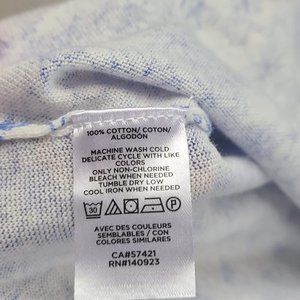 100% COTTON/ COTON/
ALGODÓN
MACHINE WASH COLD
DELICATE CYCLE WITH LIKE
COLORS
ONLY NON-CHLORINE
BLEACH WHEN NEEDED
TUMBLE DRY LOW
COOL IRON WHEN NEEDED
30
P
AVEC DES COULEURS
SEMBLABLES / CON
COLORES SIMILARES
CA#57421
RN#140923